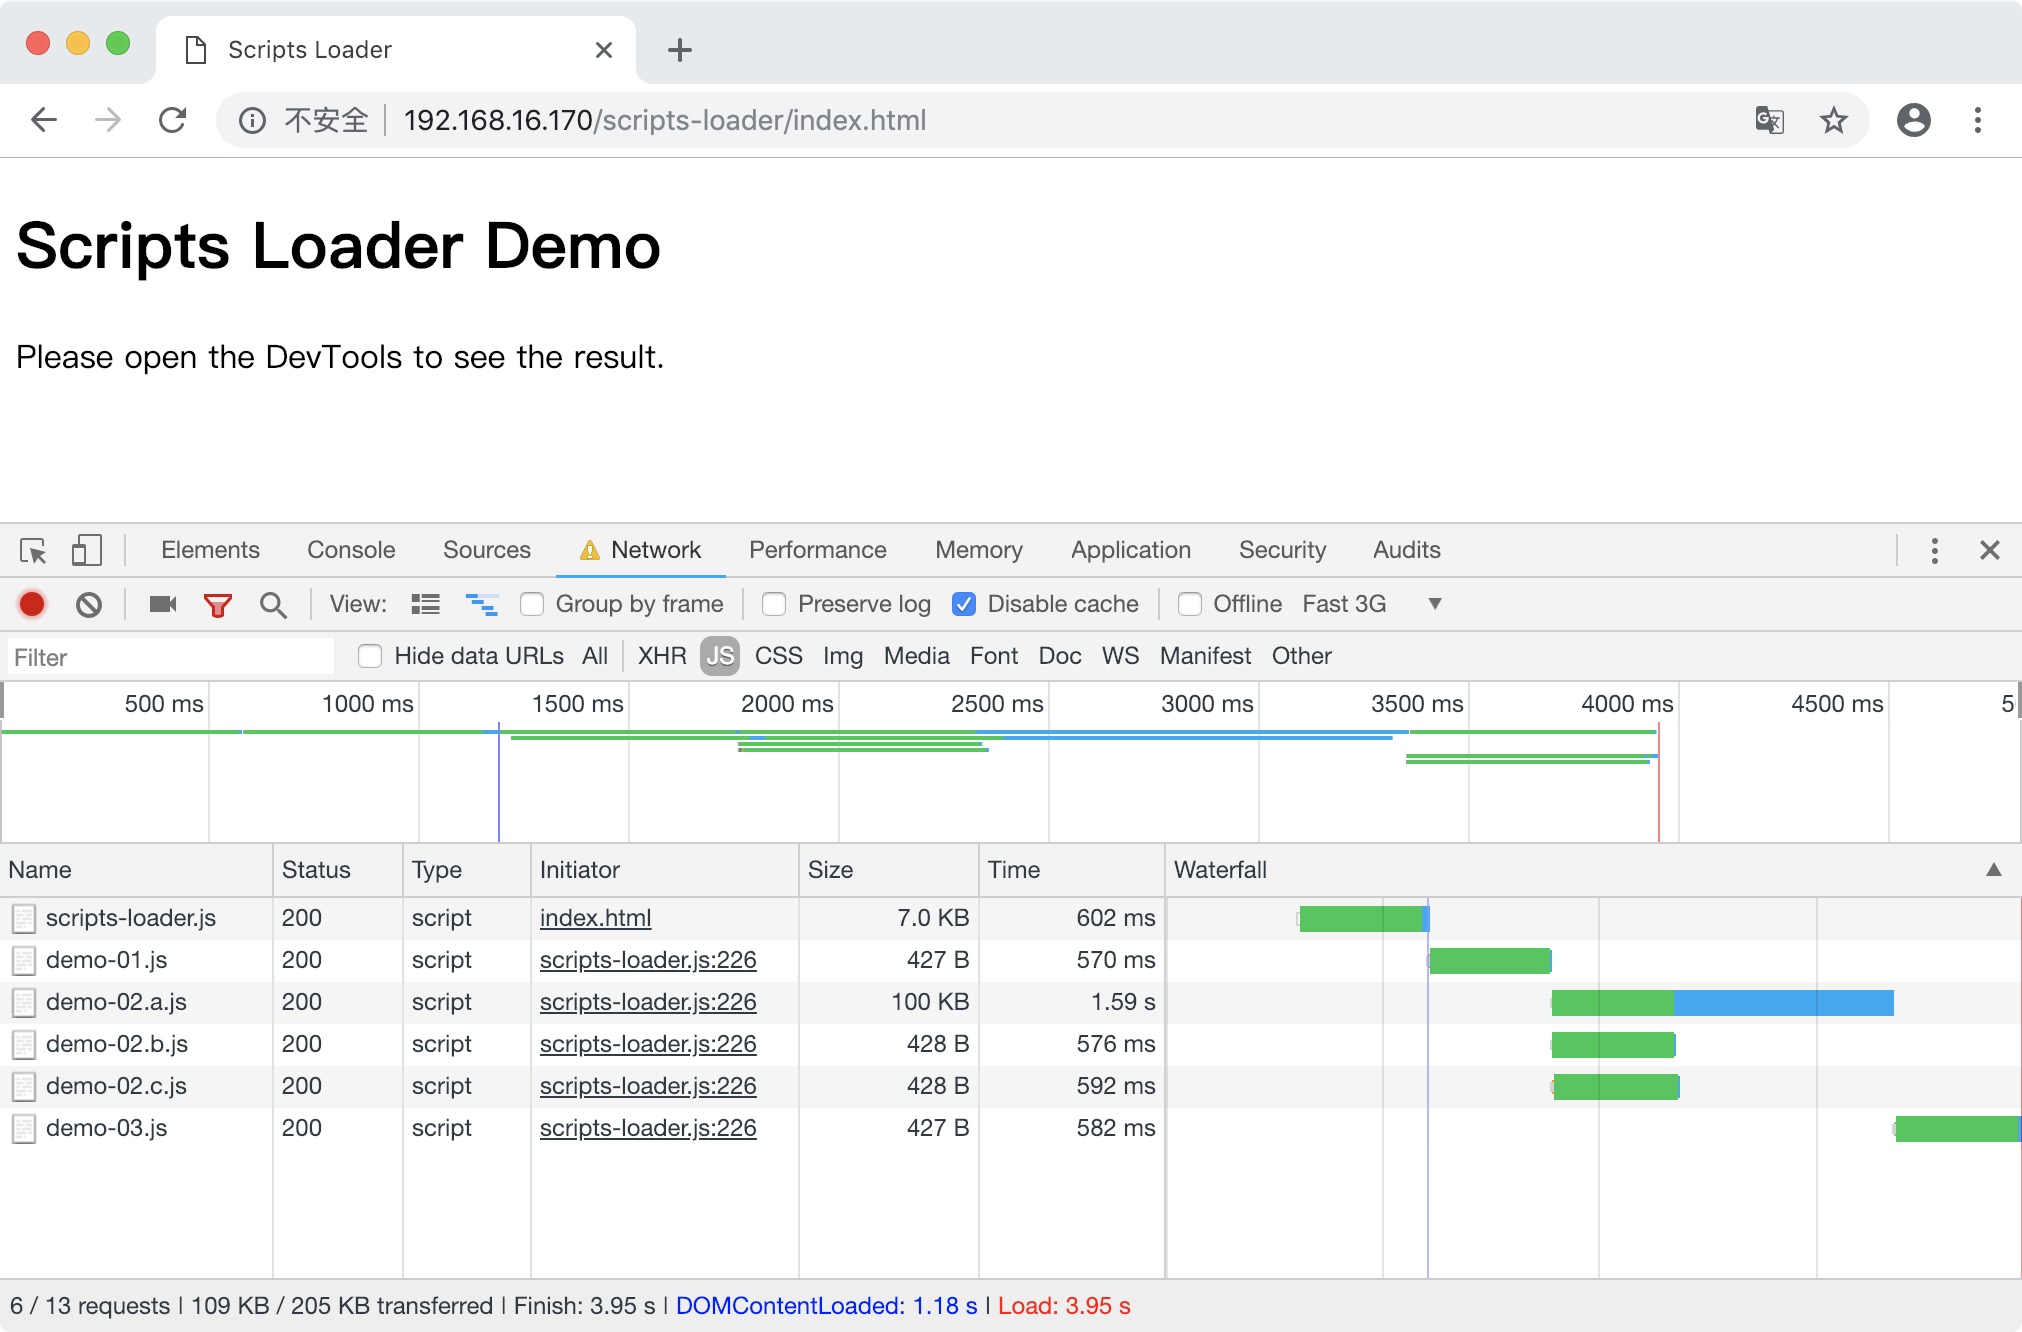 Scripts Loader
不安全 192.168.16.170/scripts-loader/index.html
Scripts Loader Demo
Please open the DevTools to see the result.
Elements Console Sources Network Performance Memory Application Security Audits
View: Group by frame Preserve log Disable cache Offline Fast 3G
Filter Hide data URLs All XHR JS CSS Img Media Font Doc WS Manifest Other
500 ms 1000 ms 1500 ms 2000 ms 2500 ms 3000 ms 3500 ms 4000 ms 4500 ms 5
Name Status Type Initiator Size Time Waterfall
scripts-loader.js 200 script index.html 7.0 KB 602 ms
demo-01.js 200 script scripts-loader.js:226 427 B 570 ms
demo-02.a.js 200 script scripts-loader.js:226 100 KB 1.59 s
demo-02.b.js 200 script scripts-loader.js:226 428 B 576 ms
demo-02.c.js 200 script scripts-loader.js:226 428 B 592 ms
demo-03.js 200 script scripts-loader.js:226 427 B 582 ms
6 / 13 requests | 109 KB / 205 KB transferred | Finish: 3.95 s | DOMContentLoaded: 1.18 s | Load: 3.95 s